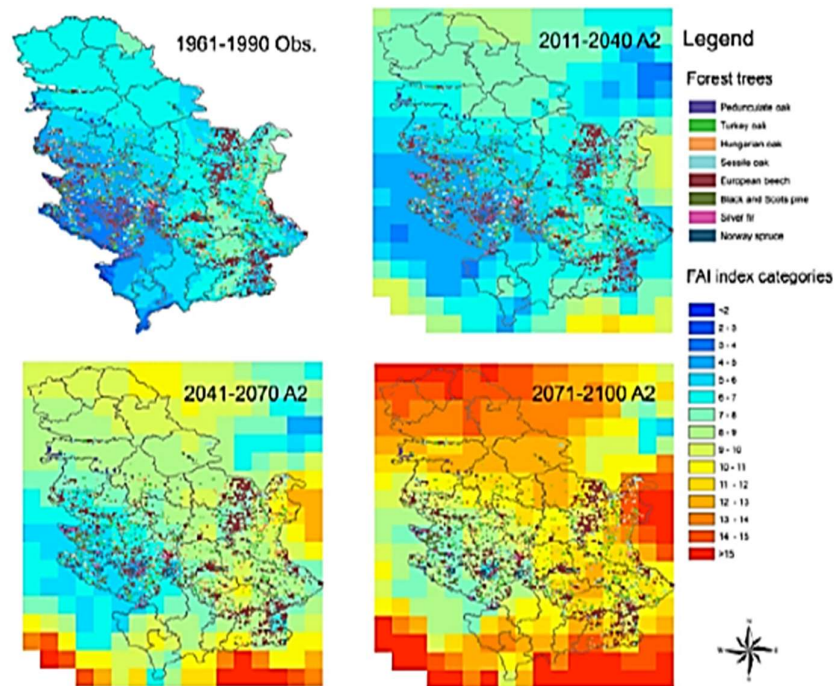 1961-1990 Obs.
2011-2040 A2
Legend
Forest trees
Pedunculate oak
Turkey oak
Hungarian oak
Sessile oak
European beech
Black and Scots pine
Silver fir
Norway spruce
FAI index categories
<2
2 - 3
3 - 4
4 - 5
5 - 6
6 - 7
7 - 8
8 - 9
9 - 10
10 - 11
11 - 12
12 - 13
13 - 14
14 - 15
>15
2041-2070 A2
2071-2100 A2
N
W
E
S